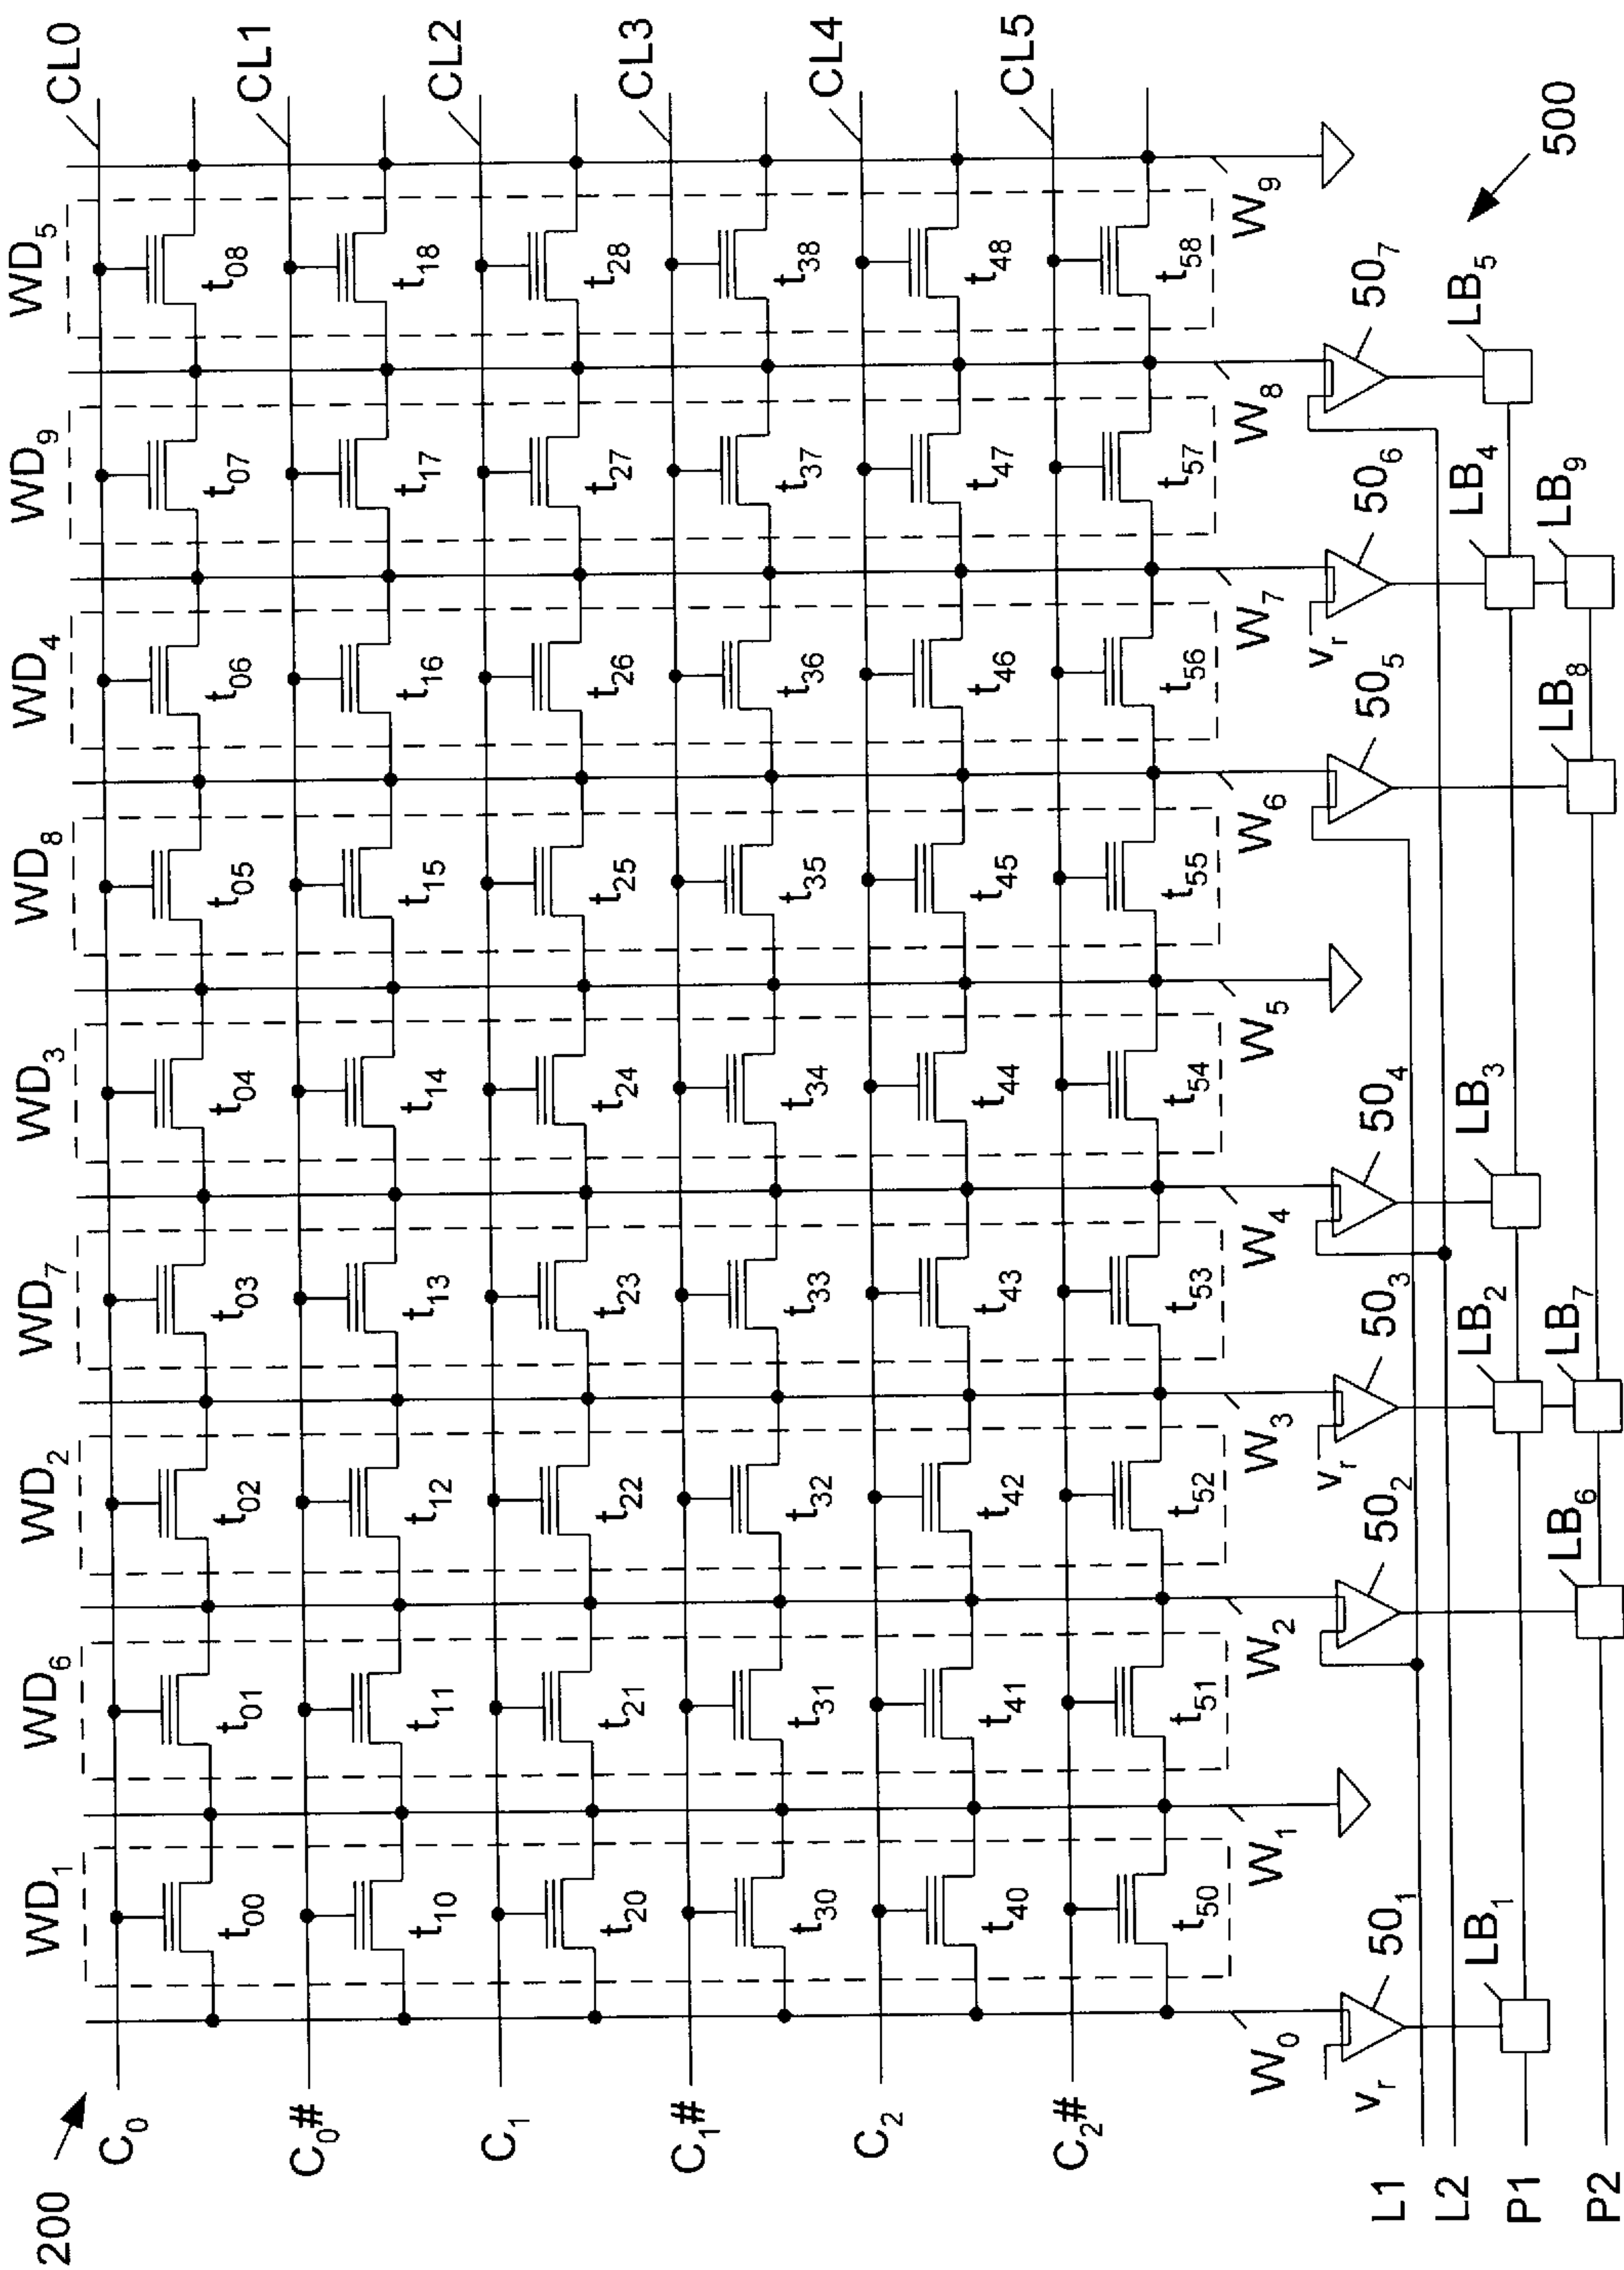 200
C₀ CL0
C₀# CL1
C₁ CL2
C₁# CL3
C₂ CL4
C₂# CL5
WD₁ WD₆ WD₂ WD₇ WD₃ WD₈ WD₄ WD₉ WD₅
t₀₀ t₀₁ t₀₂ t₀₃ t₀₄ t₀₅ t₀₆ t₀₇ t₀₈
t₁₀ t₁₁ t₁₂ t₁₃ t₁₄ t₁₅ t₁₆ t₁₇ t₁₈
t₂₀ t₂₁ t₂₂ t₂₃ t₂₄ t₂₅ t₂₆ t₂₇ t₂₈
t₃₀ t₃₁ t₃₂ t₃₃ t₃₄ t₃₅ t₃₆ t₃₇ t₃₈
t₄₀ t₄₁ t₄₂ t₄₃ t₄₄ t₄₅ t₄₆ t₄₇ t₄₈
t₅₀ t₅₁ t₅₂ t₅₃ t₅₄ t₅₅ t₅₆ t₅₇ t₅₈
W₀ W₁ W₂ W₃ W₄ W₅ W₆ W₇ W₈ W₉
vᵣ vᵣ vᵣ
50₁ 50₂ 50₃ 50₄ 50₅ 50₆ 50₇
500
L1
L2
P1
P2
LB₁ LB₂ LB₃ LB₄ LB₅
LB₆ LB₇ LB₈ LB₉